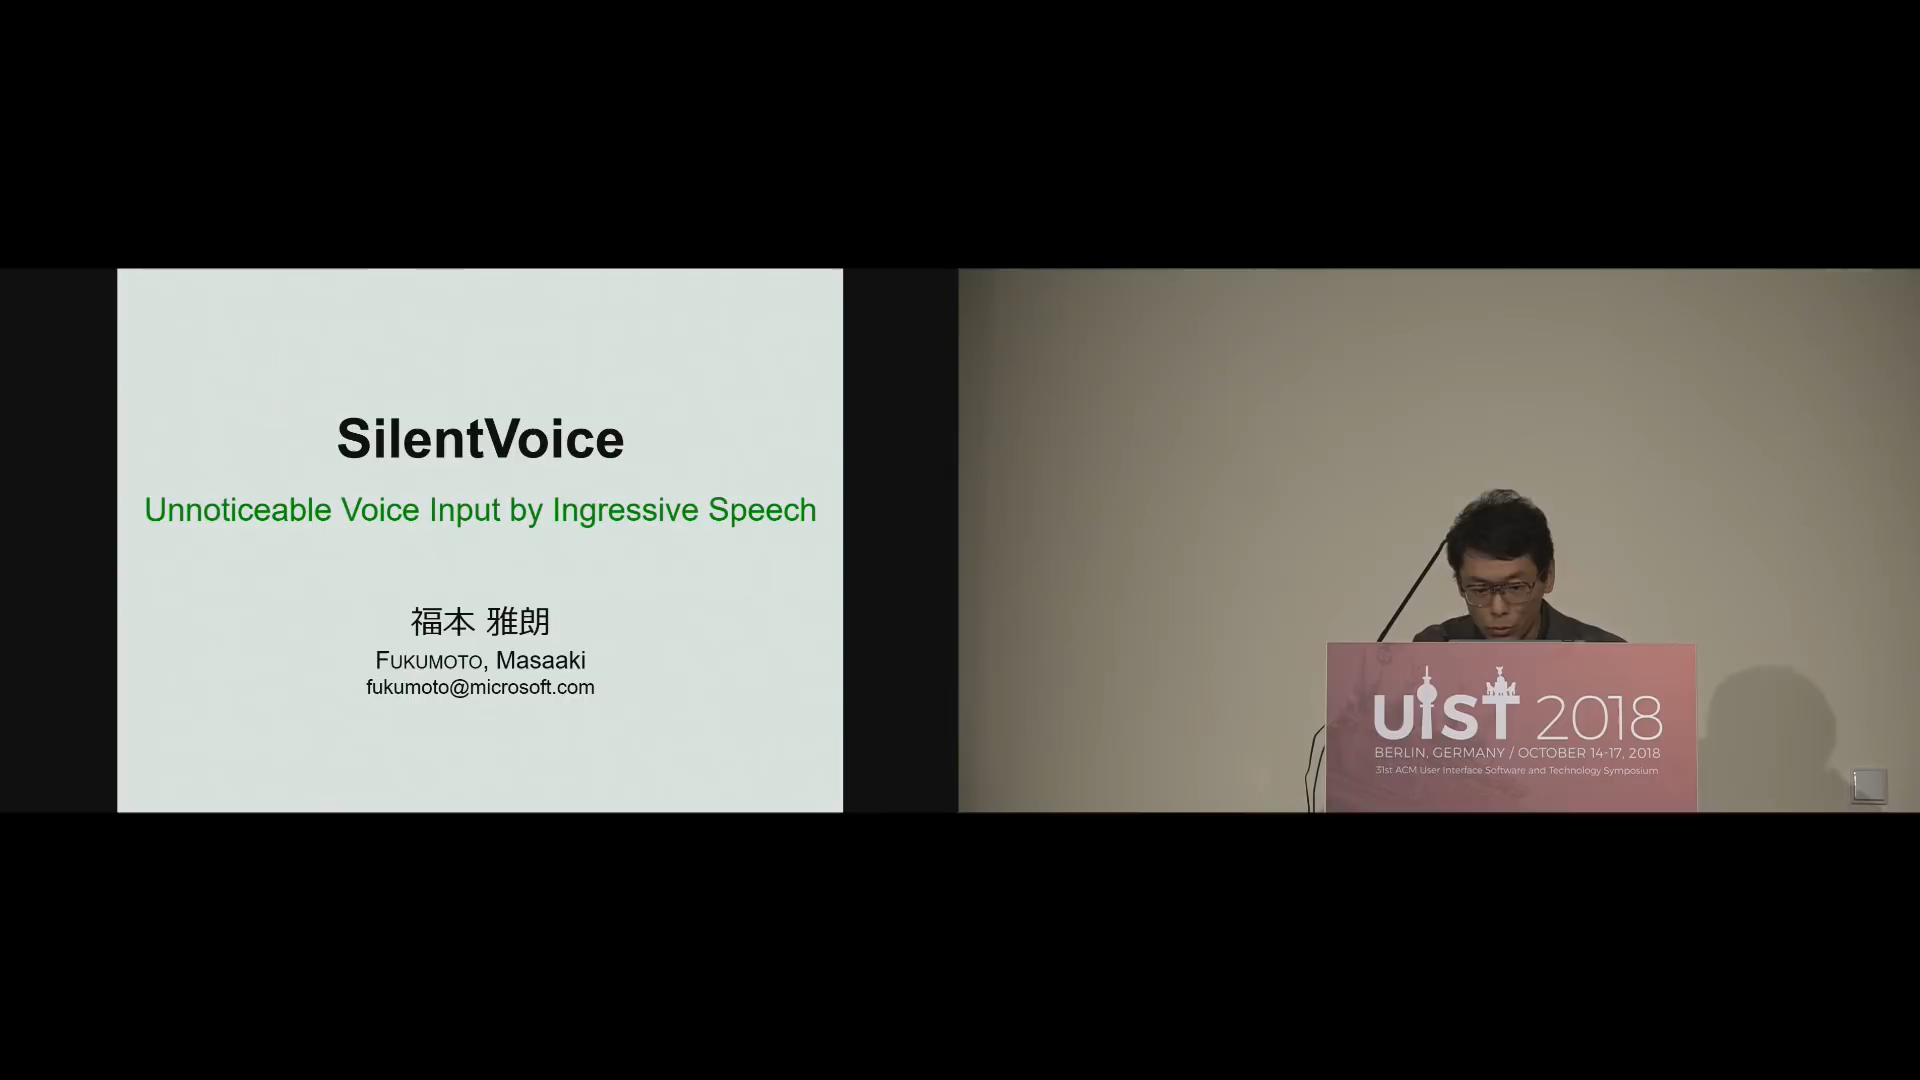 SilentVoice
Unnoticeable Voice Input by Ingressive Speech
福本 雅朗
FUKUMOTO, Masaaki
fukumoto@microsoft.com
UIST 2018
BERLIN, GERMANY / OCTOBER 14-17, 2018
31st ACM User Interface Software and Technology Symposium